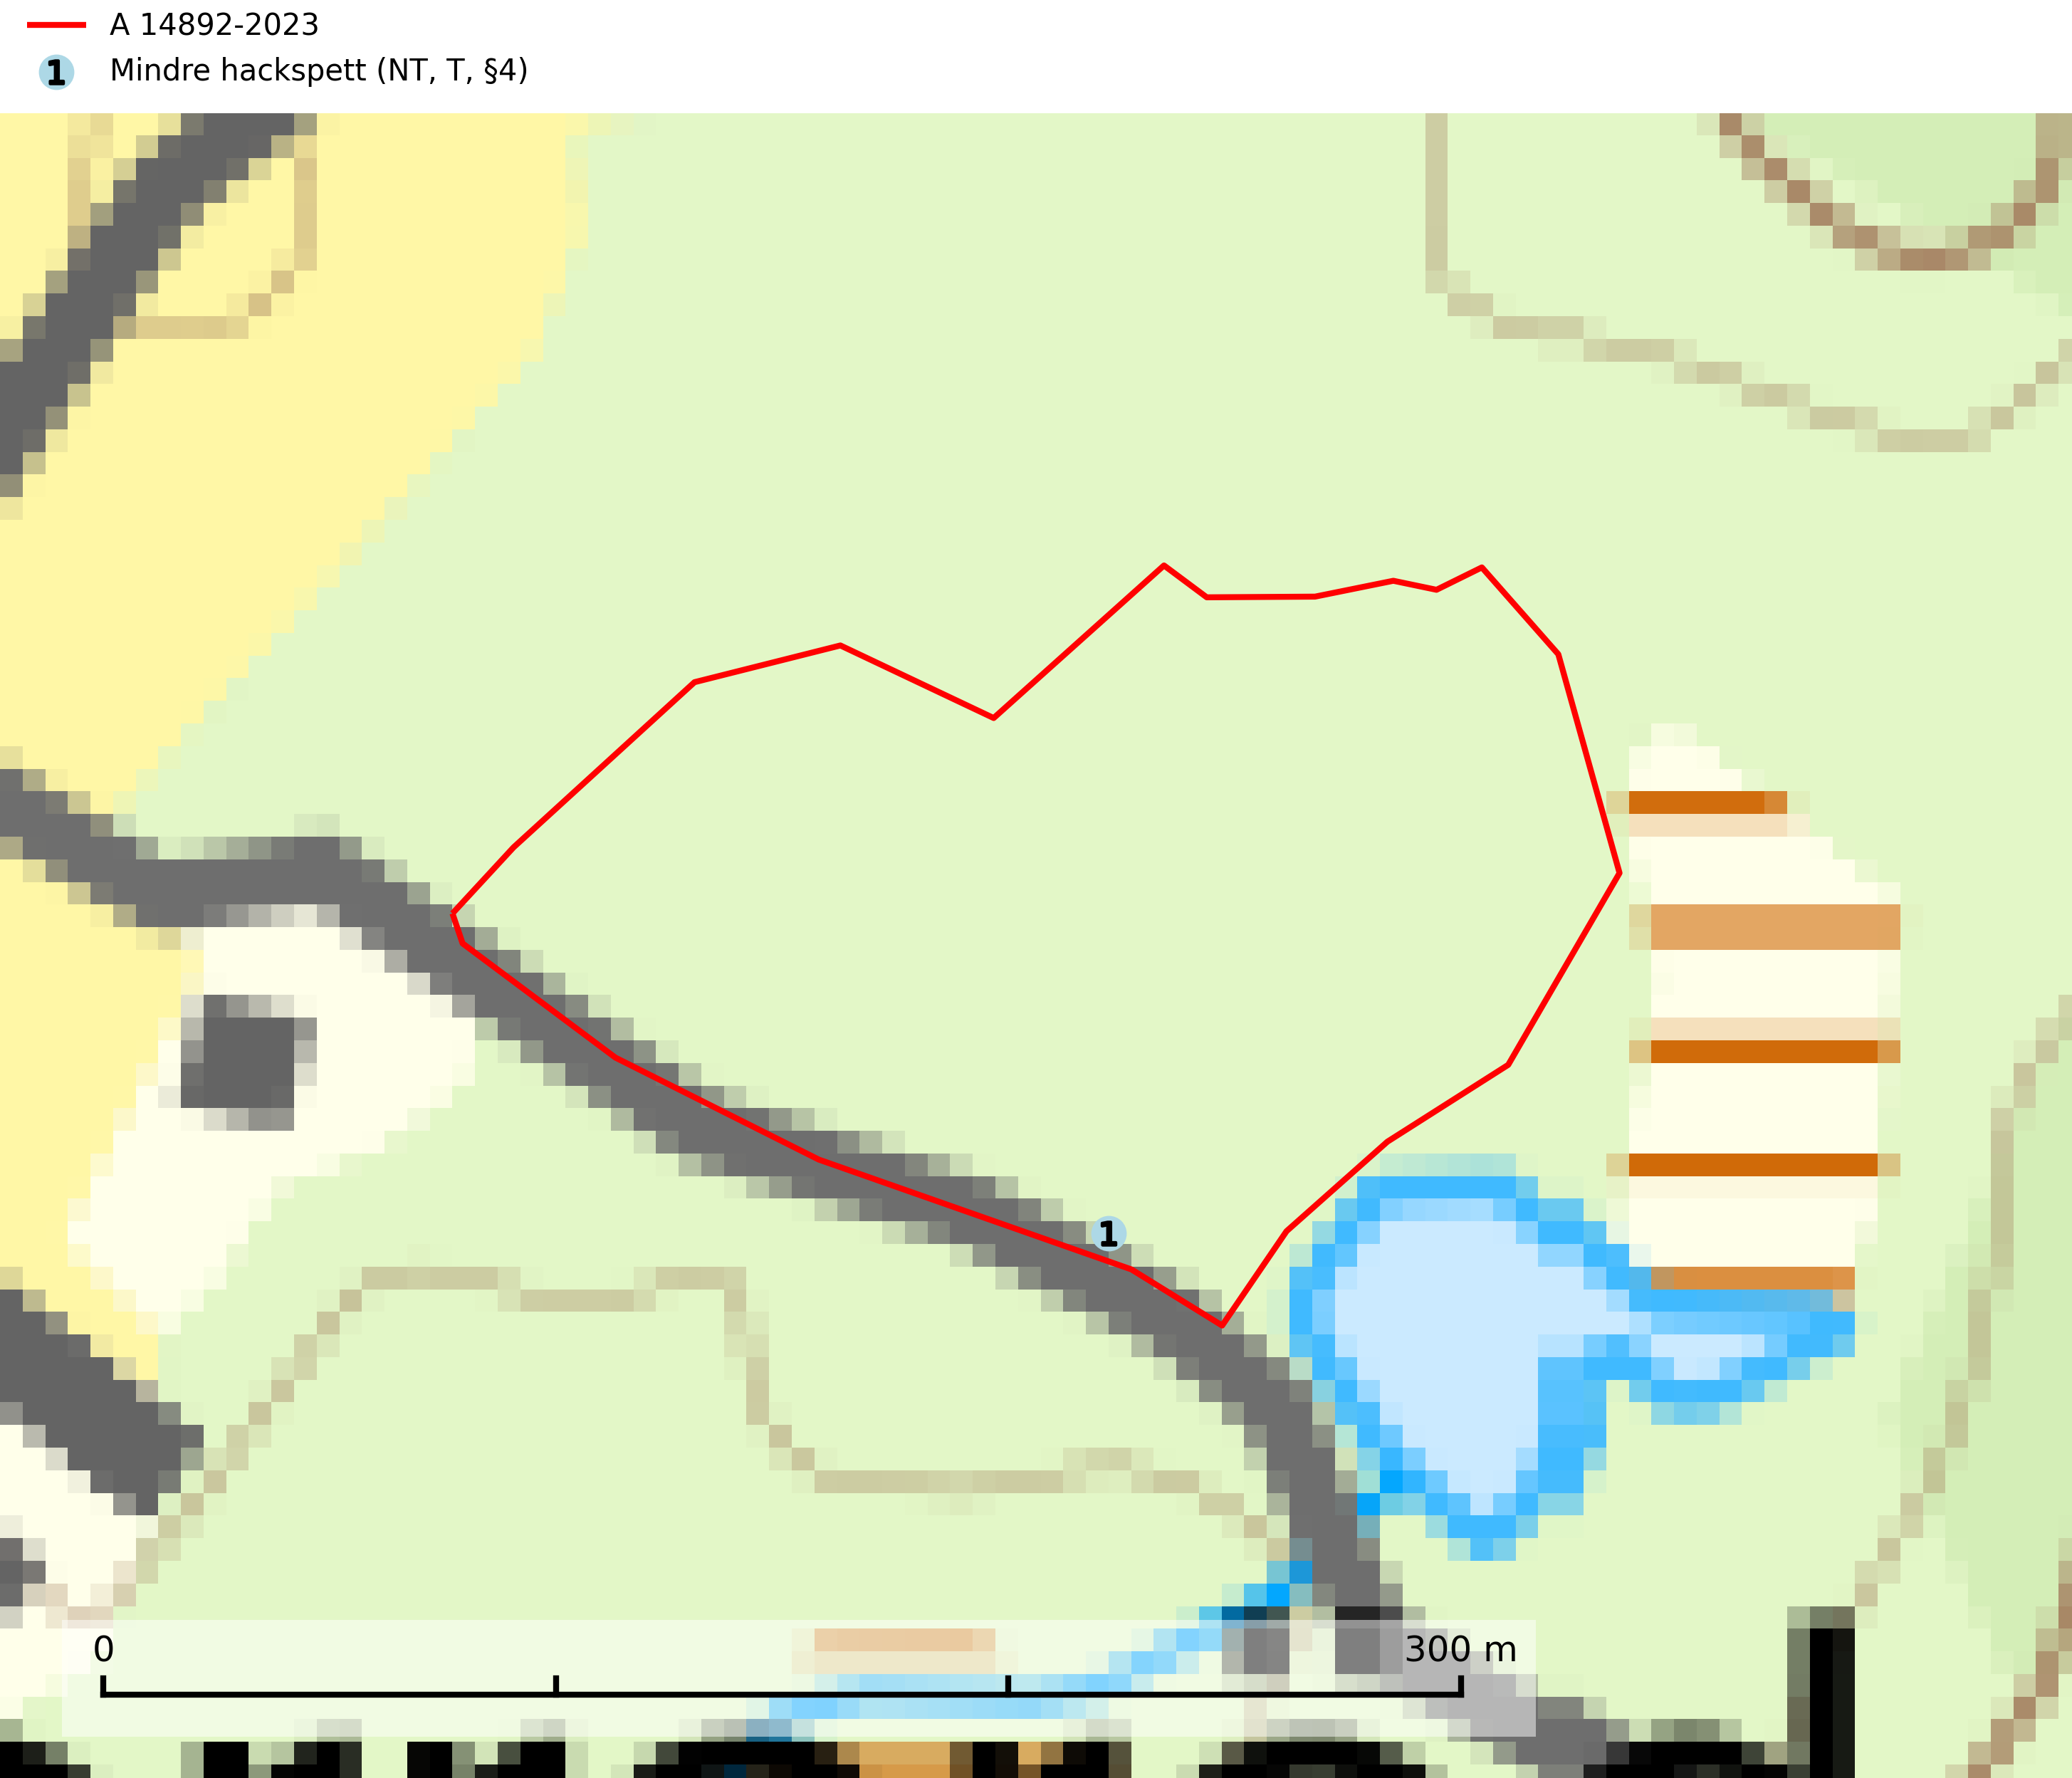 A 14892-2023
1 Mindre hackspett (NT, T, §4)
1
0 300 m